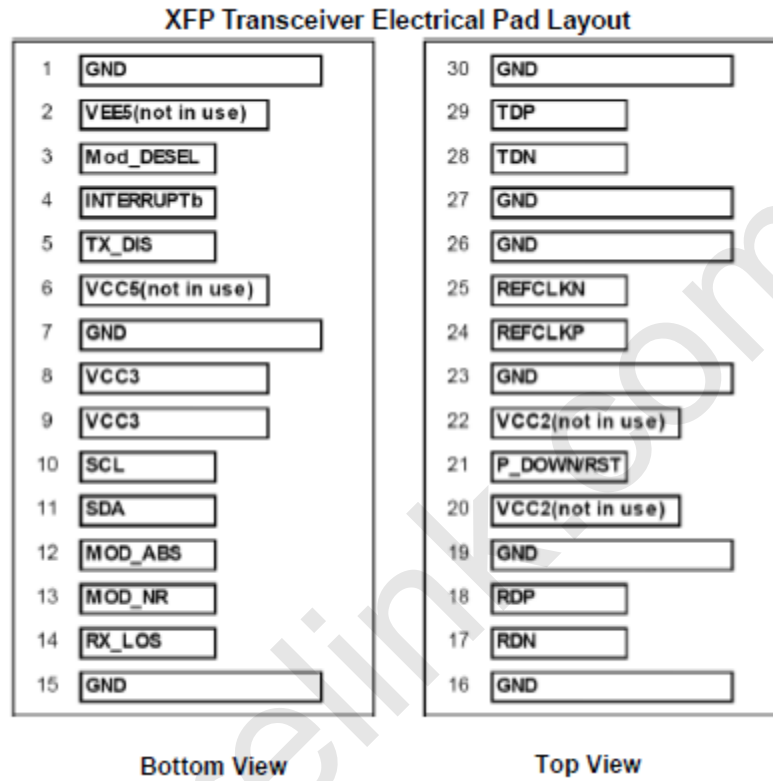 XFP Transceiver Electrical Pad Layout
1 GND
2 VEE5(not in use)
3 Mod_DESEL
4 INTERRUPTb
5 TX_DIS
6 VCC5(not in use)
7 GND
8 VCC3
9 VCC3
10 SCL
11 SDA
12 MOD_ABS
13 MOD_NR
14 RX_LOS
15 GND
Bottom View
30 GND
29 TDP
28 TDN
27 GND
26 GND
25 REFCLKN
24 REFCLKP
23 GND
22 VCC2(not in use)
21 P_DOWN/RST
20 VCC2(not in use)
19 GND
18 RDP
17 RDN
16 GND
Top View
elink.com